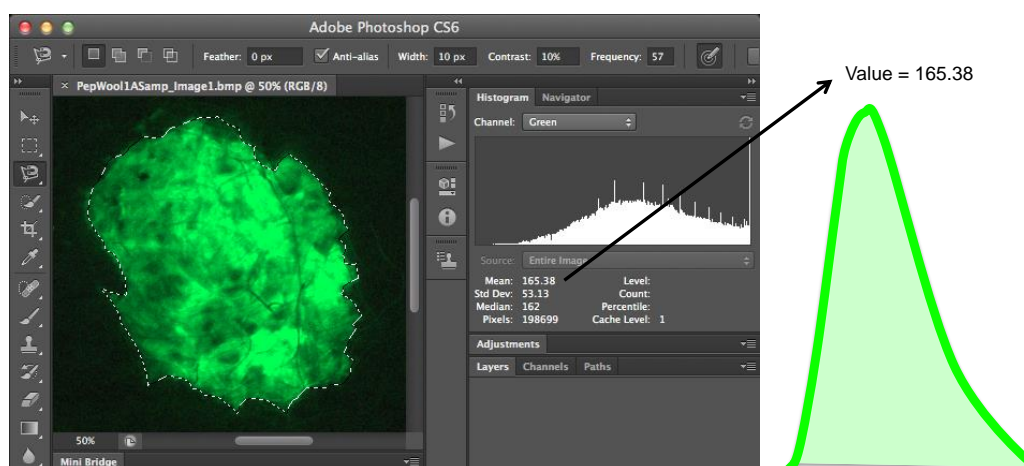 Adobe Photoshop CS6
Feather: 0 px Anti-alias Width: 10 px Contrast: 10% Frequency: 57
× PepWool1ASamp_Image1.bmp @ 50% (RGB/8)
Histogram Navigator
Channel: Green
Source: Entire Image
Mean: 165.38 Level:
Std Dev: 53.13 Count:
Median: 162 Percentile:
Pixels: 198699 Cache Level: 1
Adjustments
Layers Channels Paths
50%
Mini Bridge
Value = 165.38